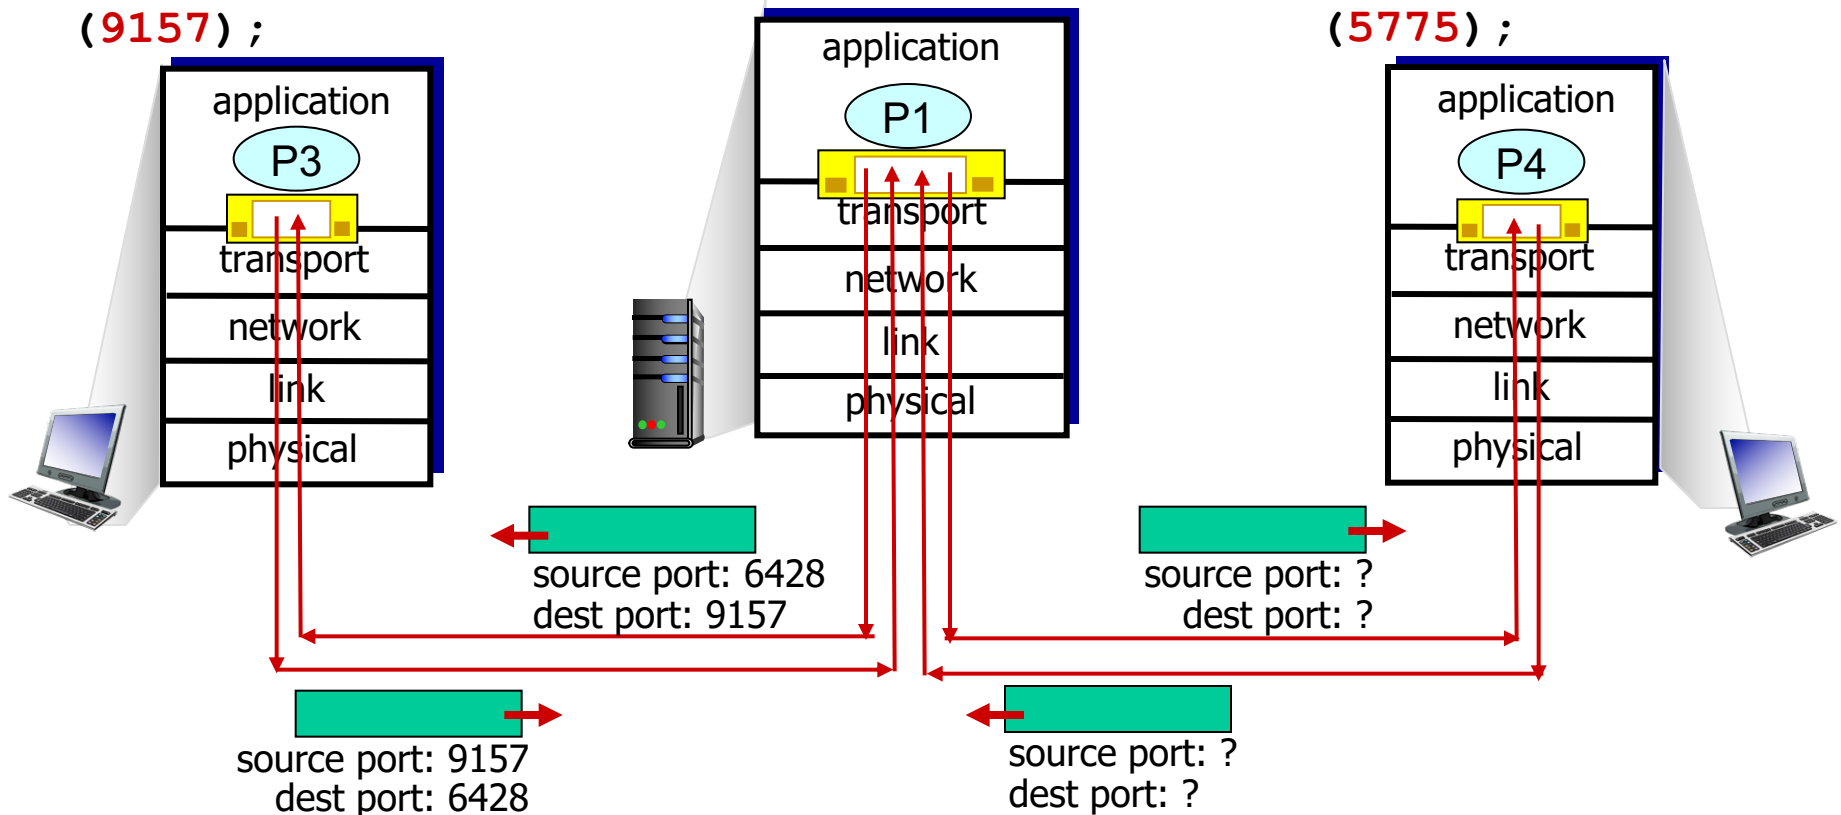 (9157);
application
P3
transport
network
link
physical
application
P1
transport
network
link
physical
(5775);
application
P4
transport
network
link
physical
source port: 6428
dest port: 9157
source port: ?
dest port: ?
source port: 9157
dest port: 6428
source port: ?
dest port: ?